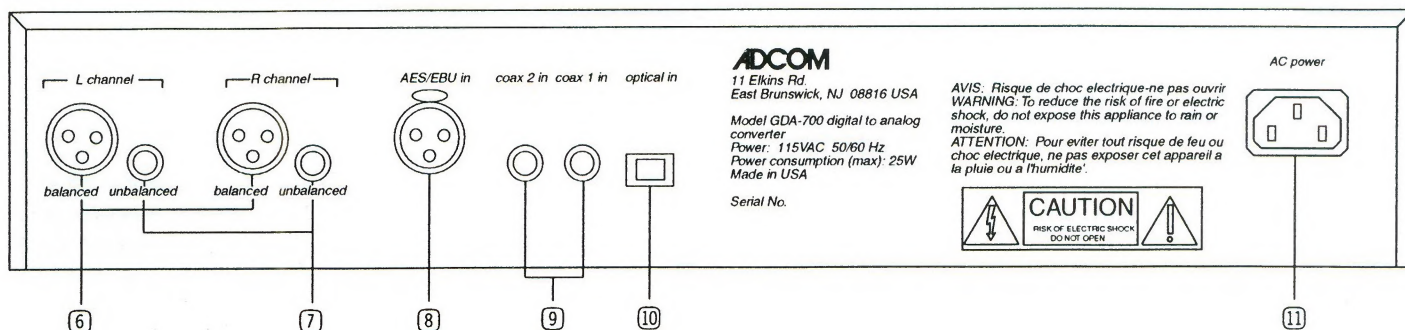 L channel
R channel
AES/EBU in
coax 2 in
coax 1 in
optical in
balanced
unbalanced
balanced
unbalanced
ADCOM
11 Elkins Rd.
East Brunswick, NJ 08816 USA
Model GDA-700 digital to analog
converter
Power: 115VAC 50/60 Hz
Power consumption (max): 25W
Made in USA
Serial No.
AVIS: Risque de choc electrique-ne pas ouvrir
WARNING: To reduce the risk of fire or electric
shock, do not expose this appliance to rain or
moisture.
ATTENTION: Pour eviter tout risque de feu ou
choc electrique, ne pas exposer cet appareil a
la pluie ou a l'humidite'.
CAUTION
RISK OF ELECTRIC SHOCK
DO NOT OPEN
AC power
6
7
8
9
10
11